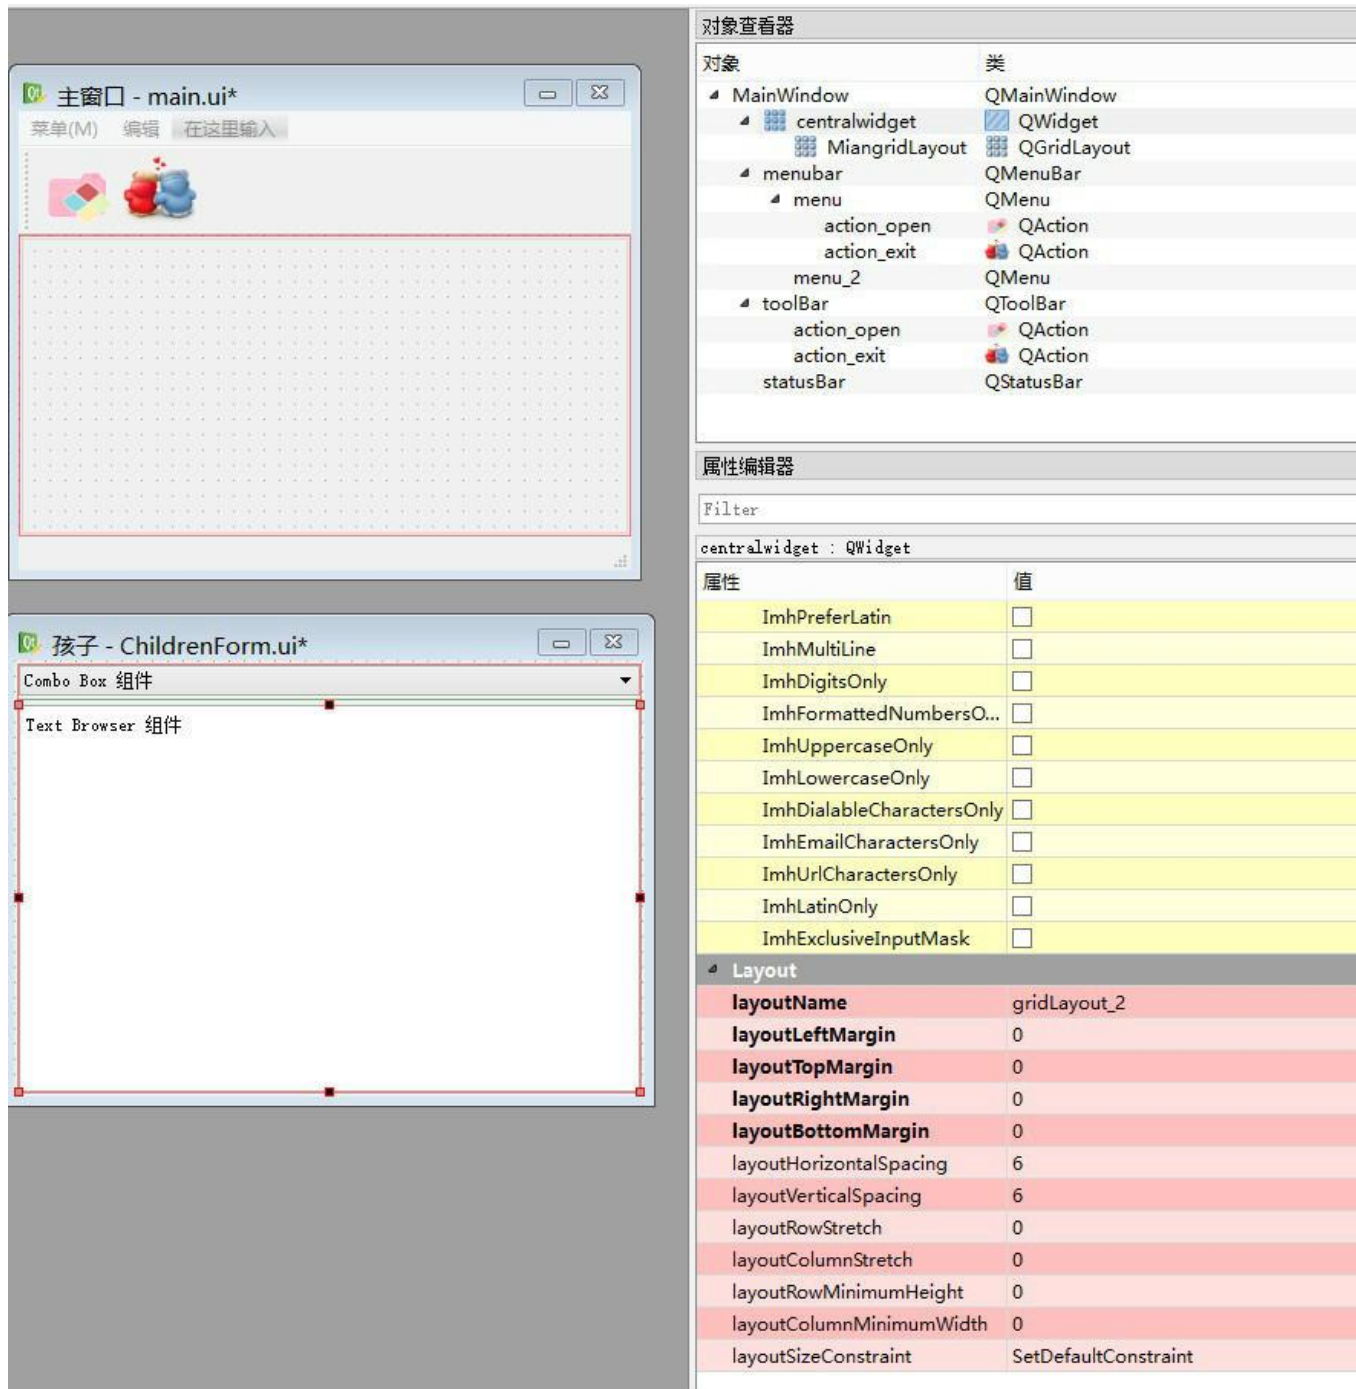 主窗口 - main.ui*
菜单(M) 编辑 在这里输入
孩子 - ChildrenForm.ui*
Combo Box 组件
Text Browser 组件
对象查看器
对象 类
MainWindow QMainWindow
centralwidget QWidget
MiangridLayout QGridLayout
menubar QMenuBar
menu QMenu
action_open QAction
action_exit QAction
menu_2 QMenu
toolBar QToolBar
action_open QAction
action_exit QAction
statusBar QStatusBar
属性编辑器
Filter
centralwidget : QWidget
属性 值
ImhPreferLatin
ImhMultiLine
ImhDigitsOnly
ImhFormattedNumbersO...
ImhUppercaseOnly
ImhLowercaseOnly
ImhDialableCharactersOnly
ImhEmailCharactersOnly
ImhUrlCharactersOnly
ImhLatinOnly
ImhExclusiveInputMask
Layout
layoutName gridLayout_2
layoutLeftMargin 0
layoutTopMargin 0
layoutRightMargin 0
layoutBottomMargin 0
layoutHorizontalSpacing 6
layoutVerticalSpacing 6
layoutRowStretch 0
layoutColumnStretch 0
layoutRowMinimumHeight 0
layoutColumnMinimumWidth 0
layoutSizeConstraint SetDefaultConstraint